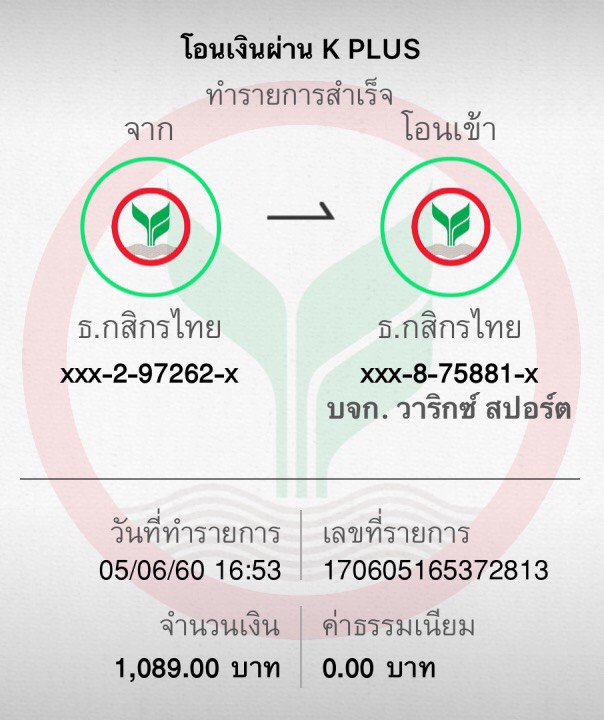 โอนเงินผ่าน K PLUS
ทำรายการสำเร็จ
จาก
โอนเข้า
ธ.กสิกรไทย
ธ.กสิกรไทย
xxx-2-97262-x
xxx-8-75881-x
บจก. วาริกซ์ สปอร์ต
วันที่ทำรายการ
เลขที่รายการ
05/06/60 16:53
170605165372813
จำนวนเงิน
ค่าธรรมเนียม
1,089.00 บาท
0.00 บาท